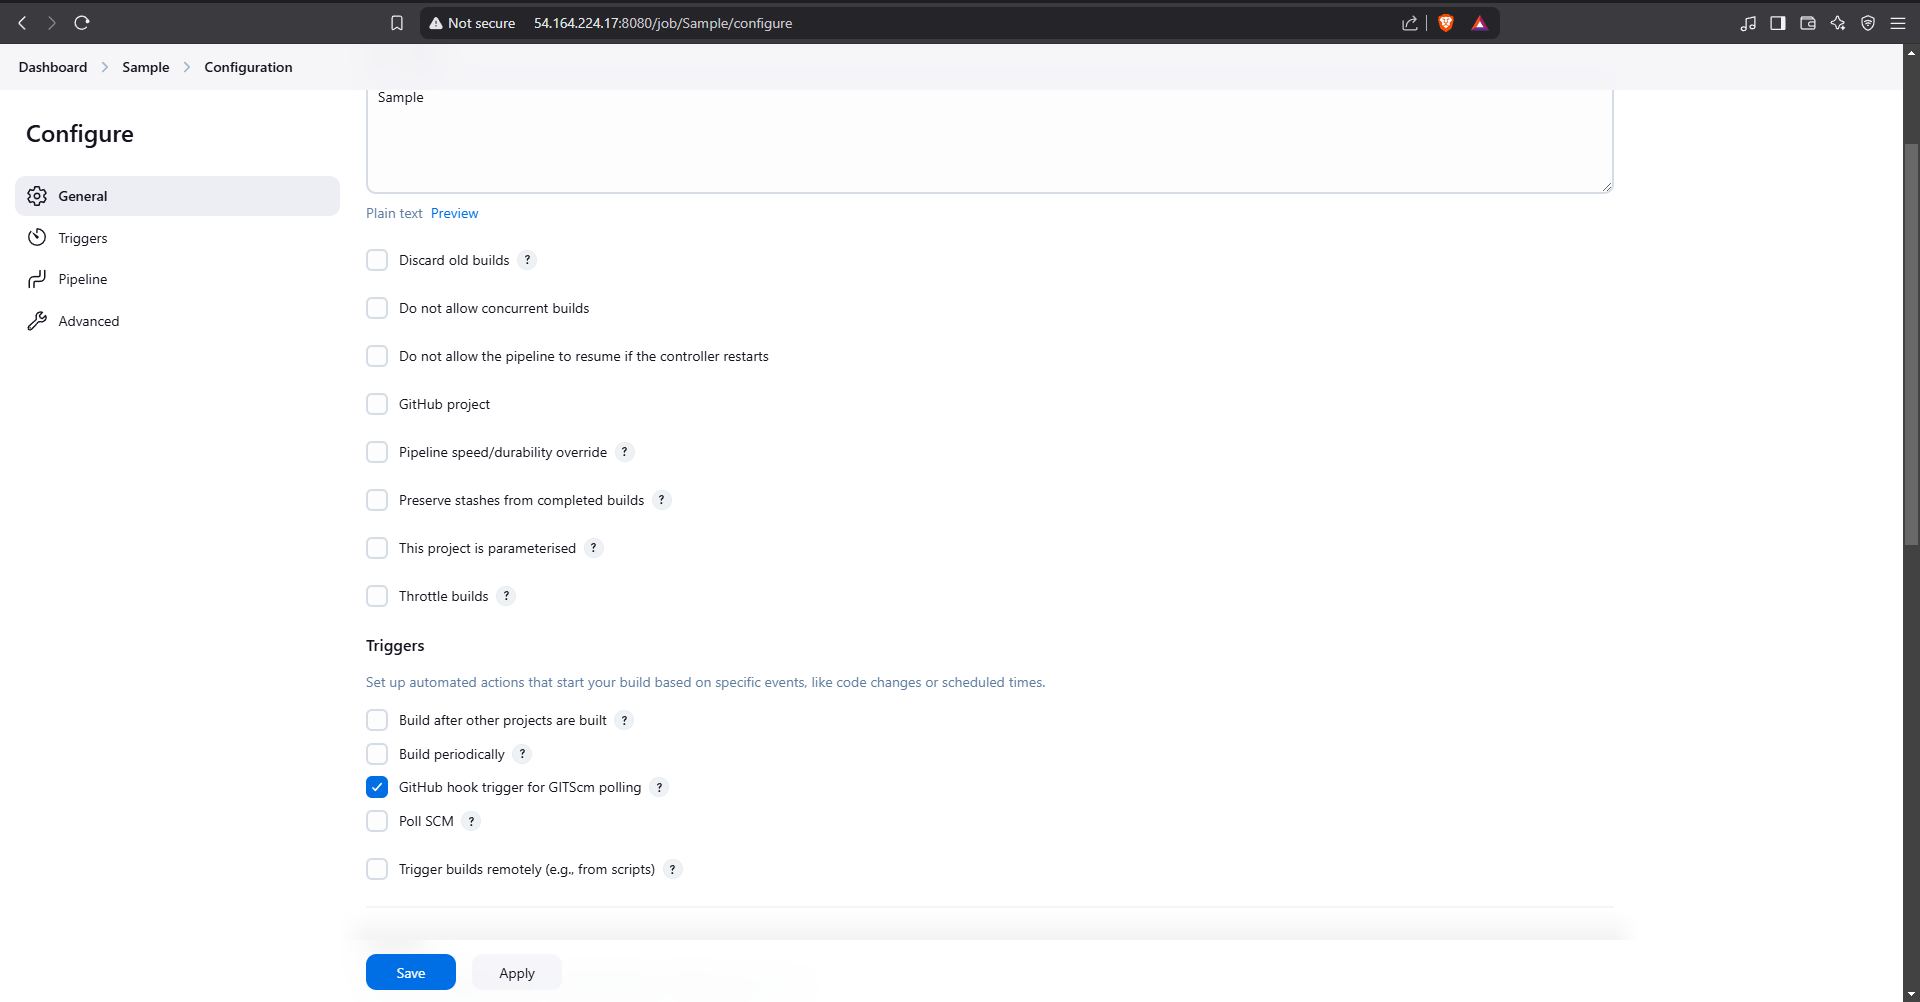 Not secure 54.164.224.17:8080/job/Sample/configure
Dashboard Sample Configuration
Configure
General
Triggers
Pipeline
Advanced
Sample
Plain text Preview
Discard old builds ?
Do not allow concurrent builds
Do not allow the pipeline to resume if the controller restarts
GitHub project
Pipeline speed/durability override ?
Preserve stashes from completed builds ?
This project is parameterised ?
Throttle builds ?
Triggers
Set up automated actions that start your build based on specific events, like code changes or scheduled times.
Build after other projects are built ?
Build periodically ?
GitHub hook trigger for GITScm polling ?
Poll SCM ?
Trigger builds remotely (e.g., from scripts) ?
Save Apply